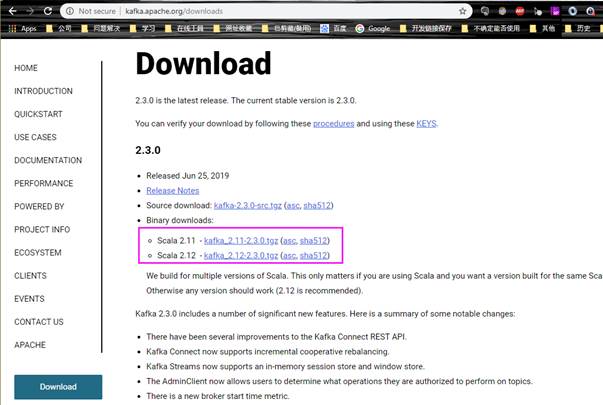 Not secure | kafka.apache.org/downloads
Apps 公司 问题解决 学习 在线工具 网址收藏 已剪藏(有用) 百度 Google 开发链接保存 不确定能否使用 其他 历史
HOME
INTRODUCTION
QUICKSTART
USE CASES
DOCUMENTATION
PERFORMANCE
POWERED BY
PROJECT INFO
ECOSYSTEM
CLIENTS
EVENTS
CONTACT US
APACHE
Download
Download
2.3.0 is the latest release. The current stable version is 2.3.0.
You can verify your download by following these procedures and using these KEYS.
2.3.0
Released Jun 25, 2019
Release Notes
Source download: kafka-2.3.0-src.tgz (asc, sha512)
Binary downloads:
Scala 2.11 - kafka_2.11-2.3.0.tgz (asc, sha512)
Scala 2.12 - kafka_2.12-2.3.0.tgz (asc, sha512)
We build for multiple versions of Scala. This only matters if you are using Scala and you want a version built for the same Sca
Otherwise any version should work (2.12 is recommended).
Kafka 2.3.0 includes a number of significant new features. Here is a summary of some notable changes:
There have been several improvements to the Kafka Connect REST API.
Kafka Connect now supports incremental cooperative rebalancing.
Kafka Streams now supports an in-memory session store and window store.
The AdminClient now allows users to determine what operations they are authorized to perform on topics.
There is a new broker start time metric.